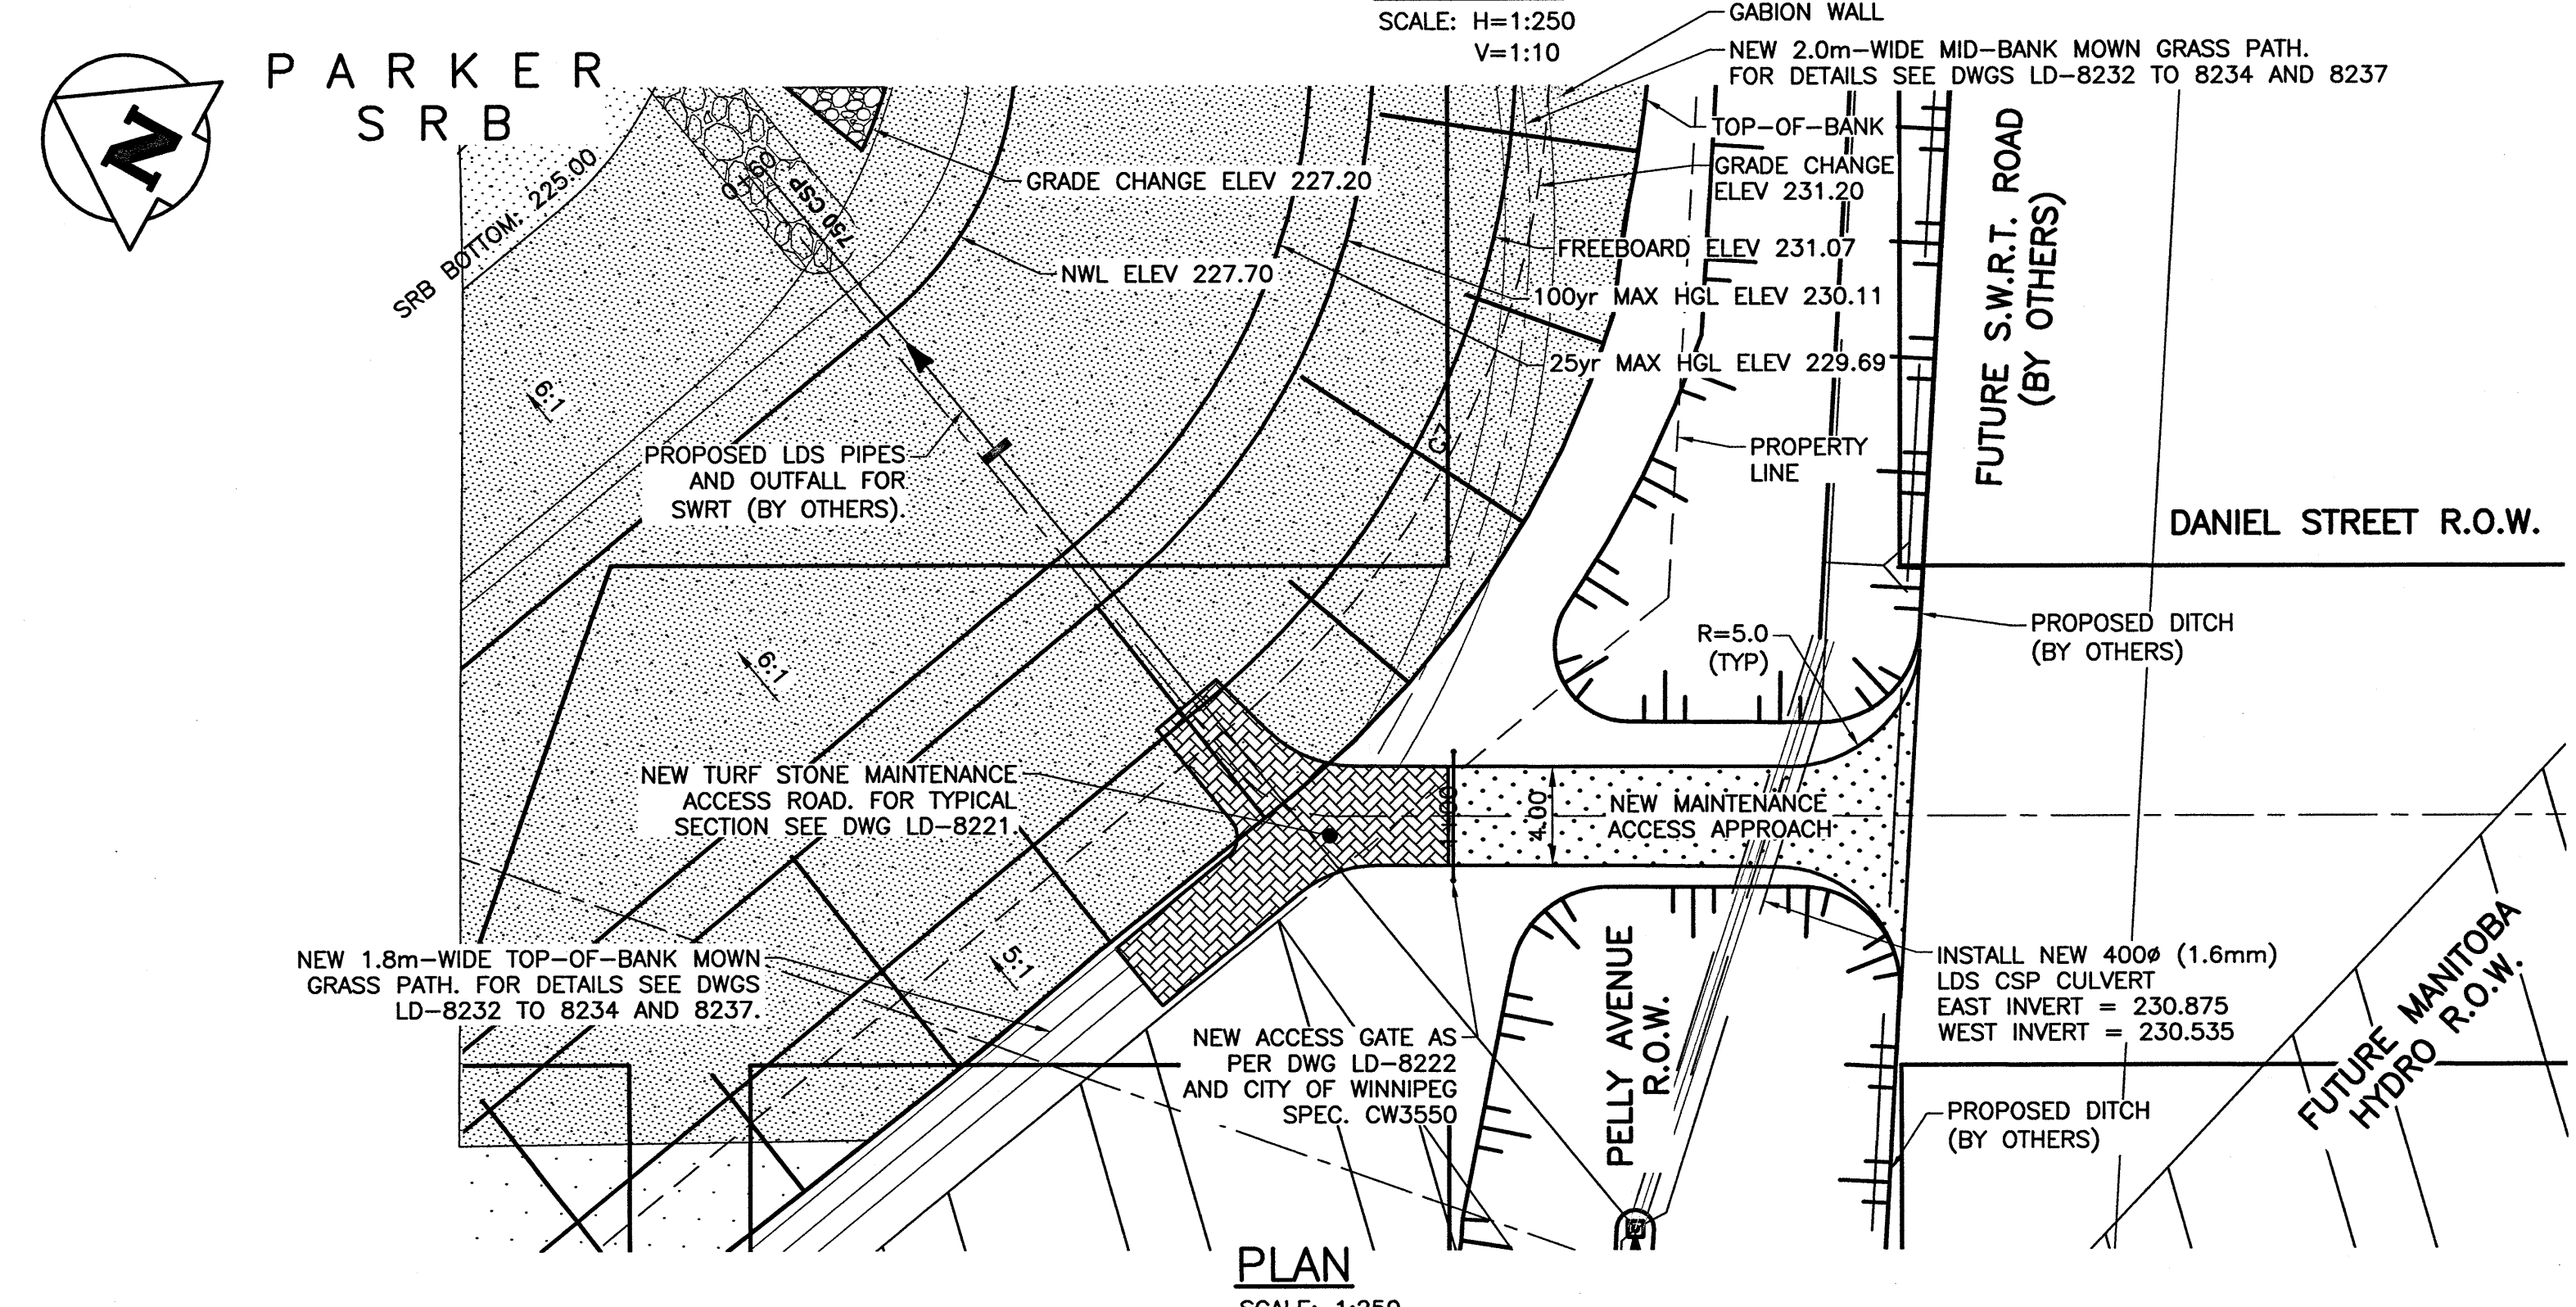 SCALE: H=1:250
V=1:10
GABION WALL
NEW 2.0m-WIDE MID-BANK MOWN GRASS PATH.
FOR DETAILS SEE DWGS LD-8232 TO 8234 AND 8237
N
PARKER
SRB
TOP-OF-BANK
GRADE CHANGE
ELEV 231.20
GRADE CHANGE ELEV 227.20
SRB BOTTOM: 225.00
0+60
750 CSP
FREEBOARD ELEV 231.07
NWL ELEV 227.70
100yr MAX HGL ELEV 230.11
25yr MAX HGL ELEV 229.69
FUTURE S.W.R.T. ROAD
(BY OTHERS)
6:1
PROPOSED LDS PIPES
AND OUTFALL FOR
SWRT (BY OTHERS).
PROPERTY
LINE
DANIEL STREET R.O.W.
R=5.0
(TYP)
PROPOSED DITCH
(BY OTHERS)
6:1
NEW TURF STONE MAINTENANCE
ACCESS ROAD. FOR TYPICAL
SECTION SEE DWG LD-8221.
4.00
NEW MAINTENANCE
ACCESS APPROACH
NEW 1.8m-WIDE TOP-OF-BANK MOWN
GRASS PATH. FOR DETAILS SEE DWGS
LD-8232 TO 8234 AND 8237.
5:1
NEW ACCESS GATE AS
PER DWG LD-8222
AND CITY OF WINNIPEG
SPEC. CW3550
PELLY AVENUE
R.O.W.
INSTALL NEW 400ø (1.6mm)
LDS CSP CULVERT
EAST INVERT = 230.875
WEST INVERT = 230.535
FUTURE MANITOBA
HYDRO R.O.W.
PROPOSED DITCH
(BY OTHERS)
PLAN
SCALE: 1:250